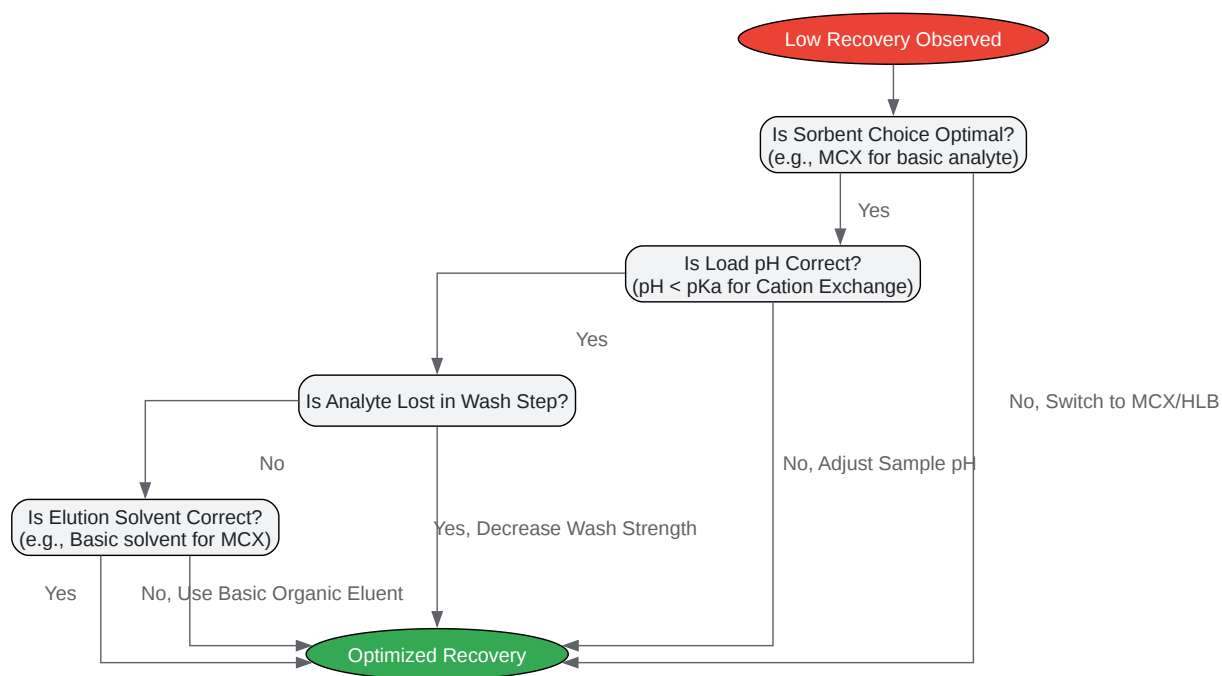 Low Recovery Observed
Is Sorbent Choice Optimal?
(e.g., MCX for basic analyte)
Yes
Is Load pH Correct?
(pH < pKa for Cation Exchange)
Yes
Is Analyte Lost in Wash Step?
No, Switch to MCX/HLB
No
No, Adjust Sample pH
Is Elution Solvent Correct?
(e.g., Basic solvent for MCX)
Yes, Decrease Wash Strength
Yes
No, Use Basic Organic Eluent
Optimized Recovery